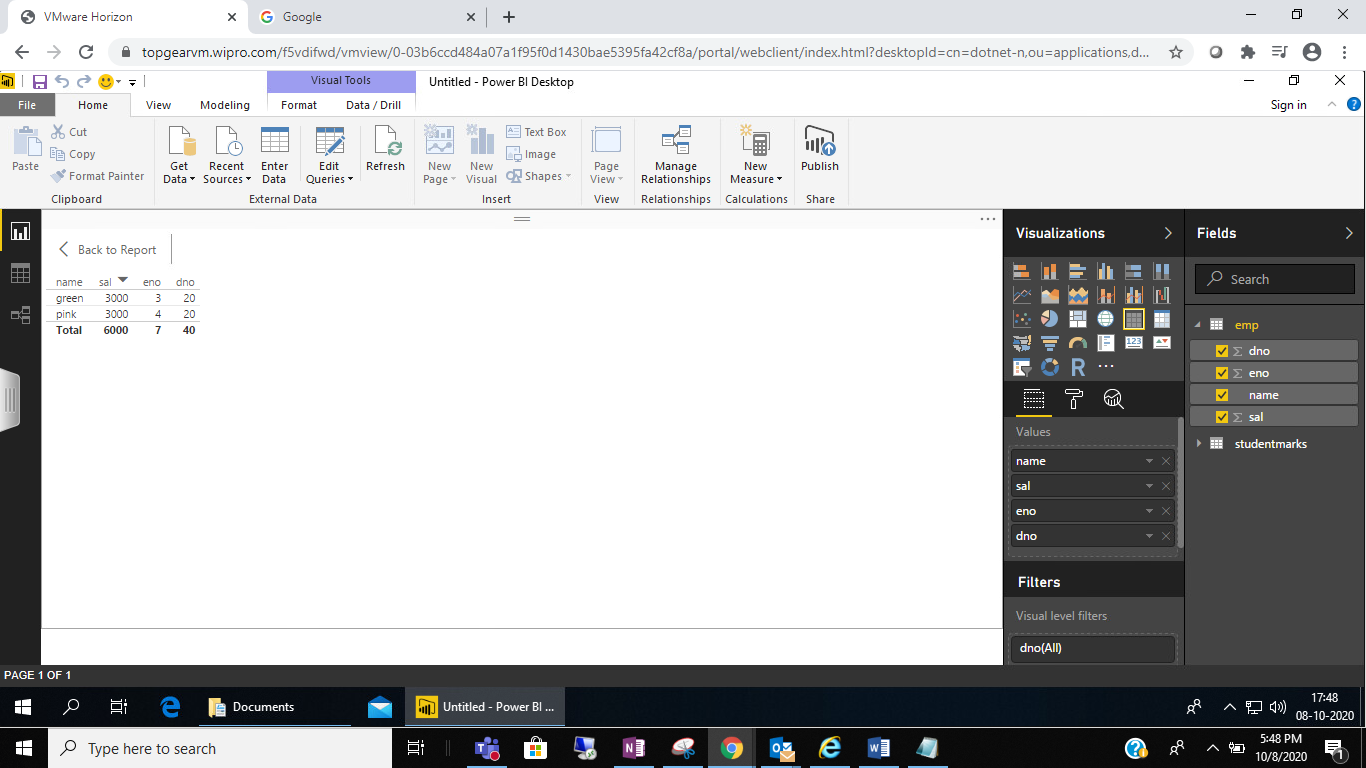 VMware Horizon
Google
topgearvm.wipro.com/f5vdifwd/vmview/0-03b6ccd484a07a1f95f0d1430bae5395fa42cf8a/portal/webclient/index.html?desktopId=cn=dotnet-n,ou=applications,d...
Visual Tools
Untitled - Power BI Desktop
File
Home
View
Modeling
Format
Data / Drill
Sign in
?
Paste
Cut
Copy
Format Painter
Clipboard
Get Data
Recent Sources
Enter Data
Edit Queries
Refresh
External Data
New Page
New Visual
Text Box
Image
Shapes
Insert
Page View
View
Manage Relationships
Relationships
New Measure
Calculations
Publish
Share
Back to Report
name sal eno dno
green 3000 3 20
pink 3000 4 20
Total 6000 7 40
Visualizations
123
R
Values
name
sal
eno
dno
Filters
Visual level filters
dno(All)
Fields
Search
emp
Σ dno
Σ eno
name
Σ sal
studentmarks
PAGE 1 OF 1
Documents
Untitled - Power BI ...
17:48
08-10-2020
Type here to search
5:48 PM
10/8/2020
1